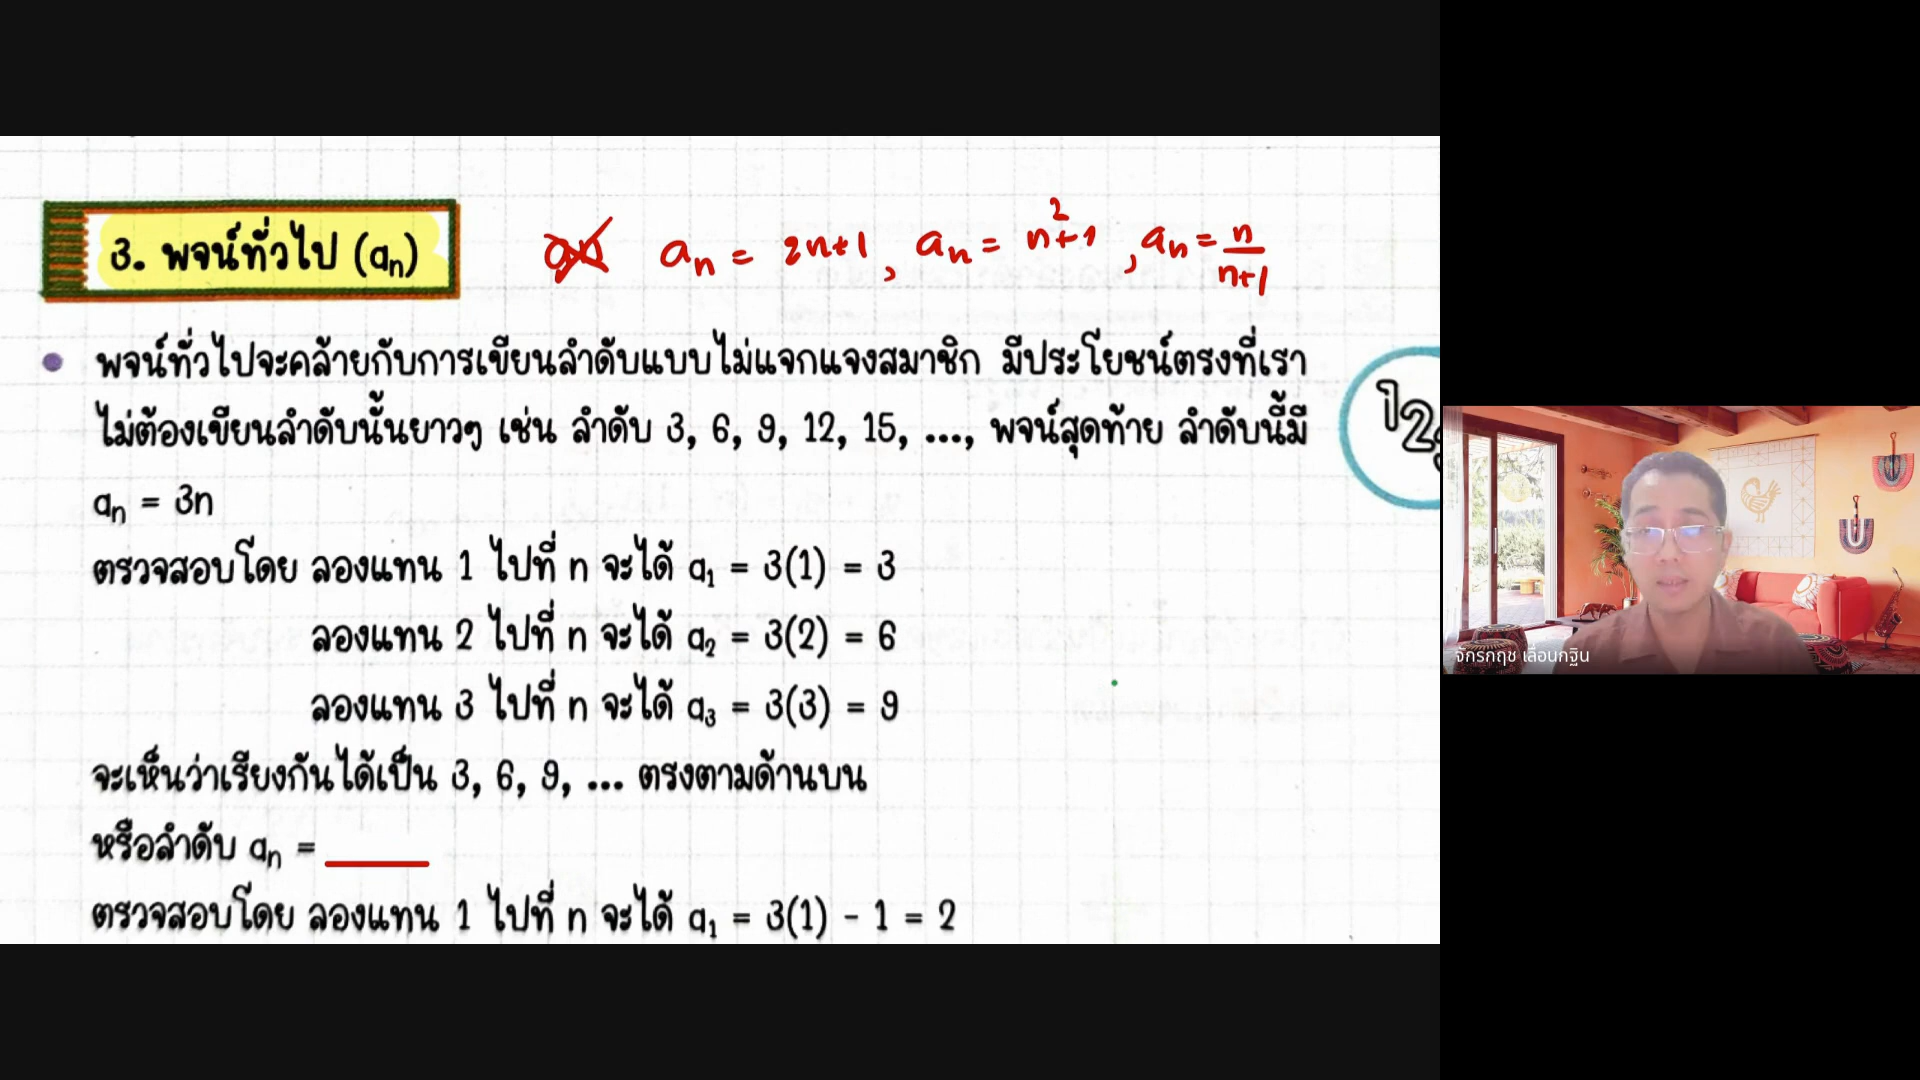 3. พจน์ทั่วไป (aₙ)
aₙ = 2n+1 , aₙ = n²+1 , aₙ = n/(n+1)
พจน์ทั่วไปจะคล้ายกับการเขียนลำดับแบบไม่แจกแจงสมาชิก มีประโยชน์ตรงที่เรา
ไม่ต้องเขียนลำดับนั้นยาวๆ เช่น ลำดับ 3, 6, 9, 12, 15, ..., พจน์สุดท้าย ลำดับนี้มี
aₙ = 3n
ตรวจสอบโดย ลองแทน 1 ไปที่ n จะได้ a₁ = 3(1) = 3
ลองแทน 2 ไปที่ n จะได้ a₂ = 3(2) = 6
ลองแทน 3 ไปที่ n จะได้ a₃ = 3(3) = 9
จะเห็นว่าเรียงกันได้เป็น 3, 6, 9, ... ตรงตามด้านบน
หรือลำดับ aₙ =
ตรวจสอบโดย ลองแทน 1 ไปที่ n จะได้ a₁ = 3(1) - 1 = 2
จักรกฤช เลื่อนกฐิน